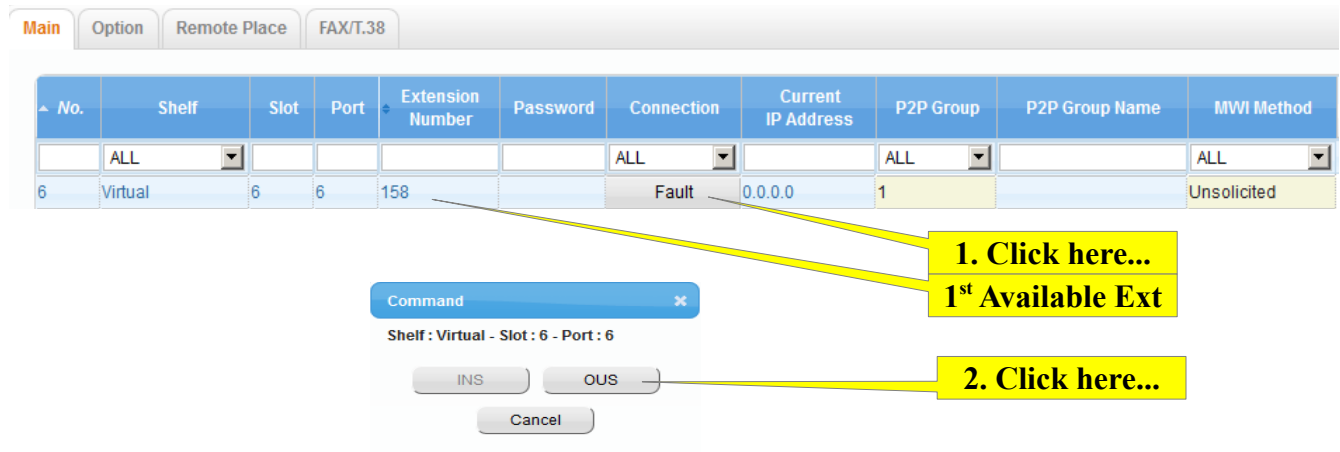 Main Option Remote Place FAX/T.38
No. Shelf Slot Port Extension Number Password Connection Current IP Address P2P Group P2P Group Name MWI Method
ALL ALL ALL ALL
6 Virtual 6 6 158 Fault 0.0.0.0 1 Unsolicited
1. Click here...
1st Available Ext
Command
Shelf : Virtual - Slot : 6 - Port : 6
INS OUS
2. Click here...
Cancel